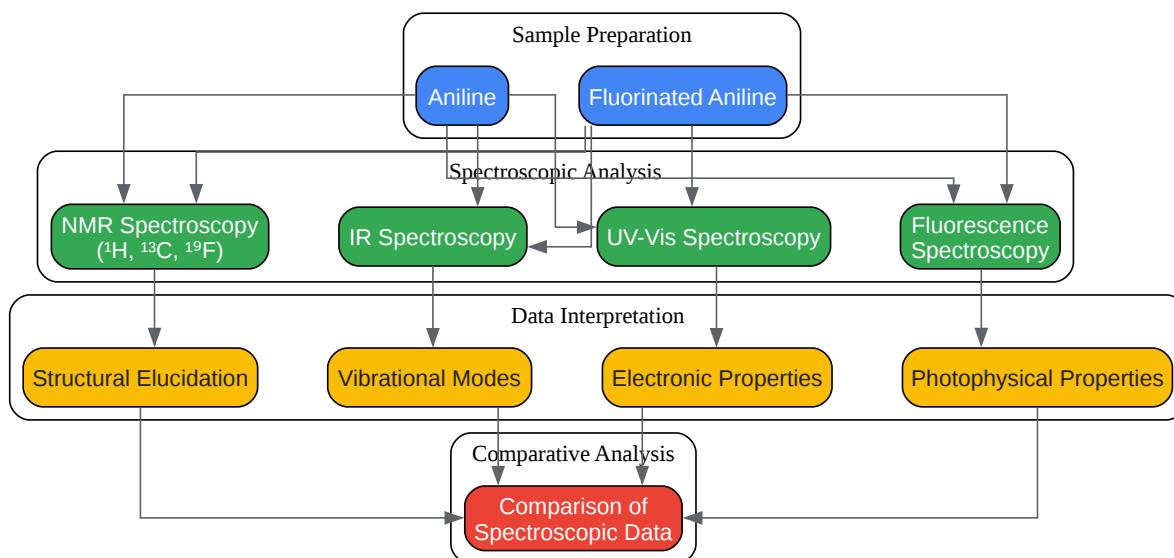 Sample Preparation
Aniline
Fluorinated Aniline
Spectroscopic Analysis
NMR Spectroscopy
(¹H, ¹³C, ¹⁹F)
IR Spectroscopy
UV-Vis Spectroscopy
Fluorescence
Spectroscopy
Data Interpretation
Structural Elucidation
Vibrational Modes
Electronic Properties
Photophysical Properties
Comparative Analysis
Comparison of
Spectroscopic Data